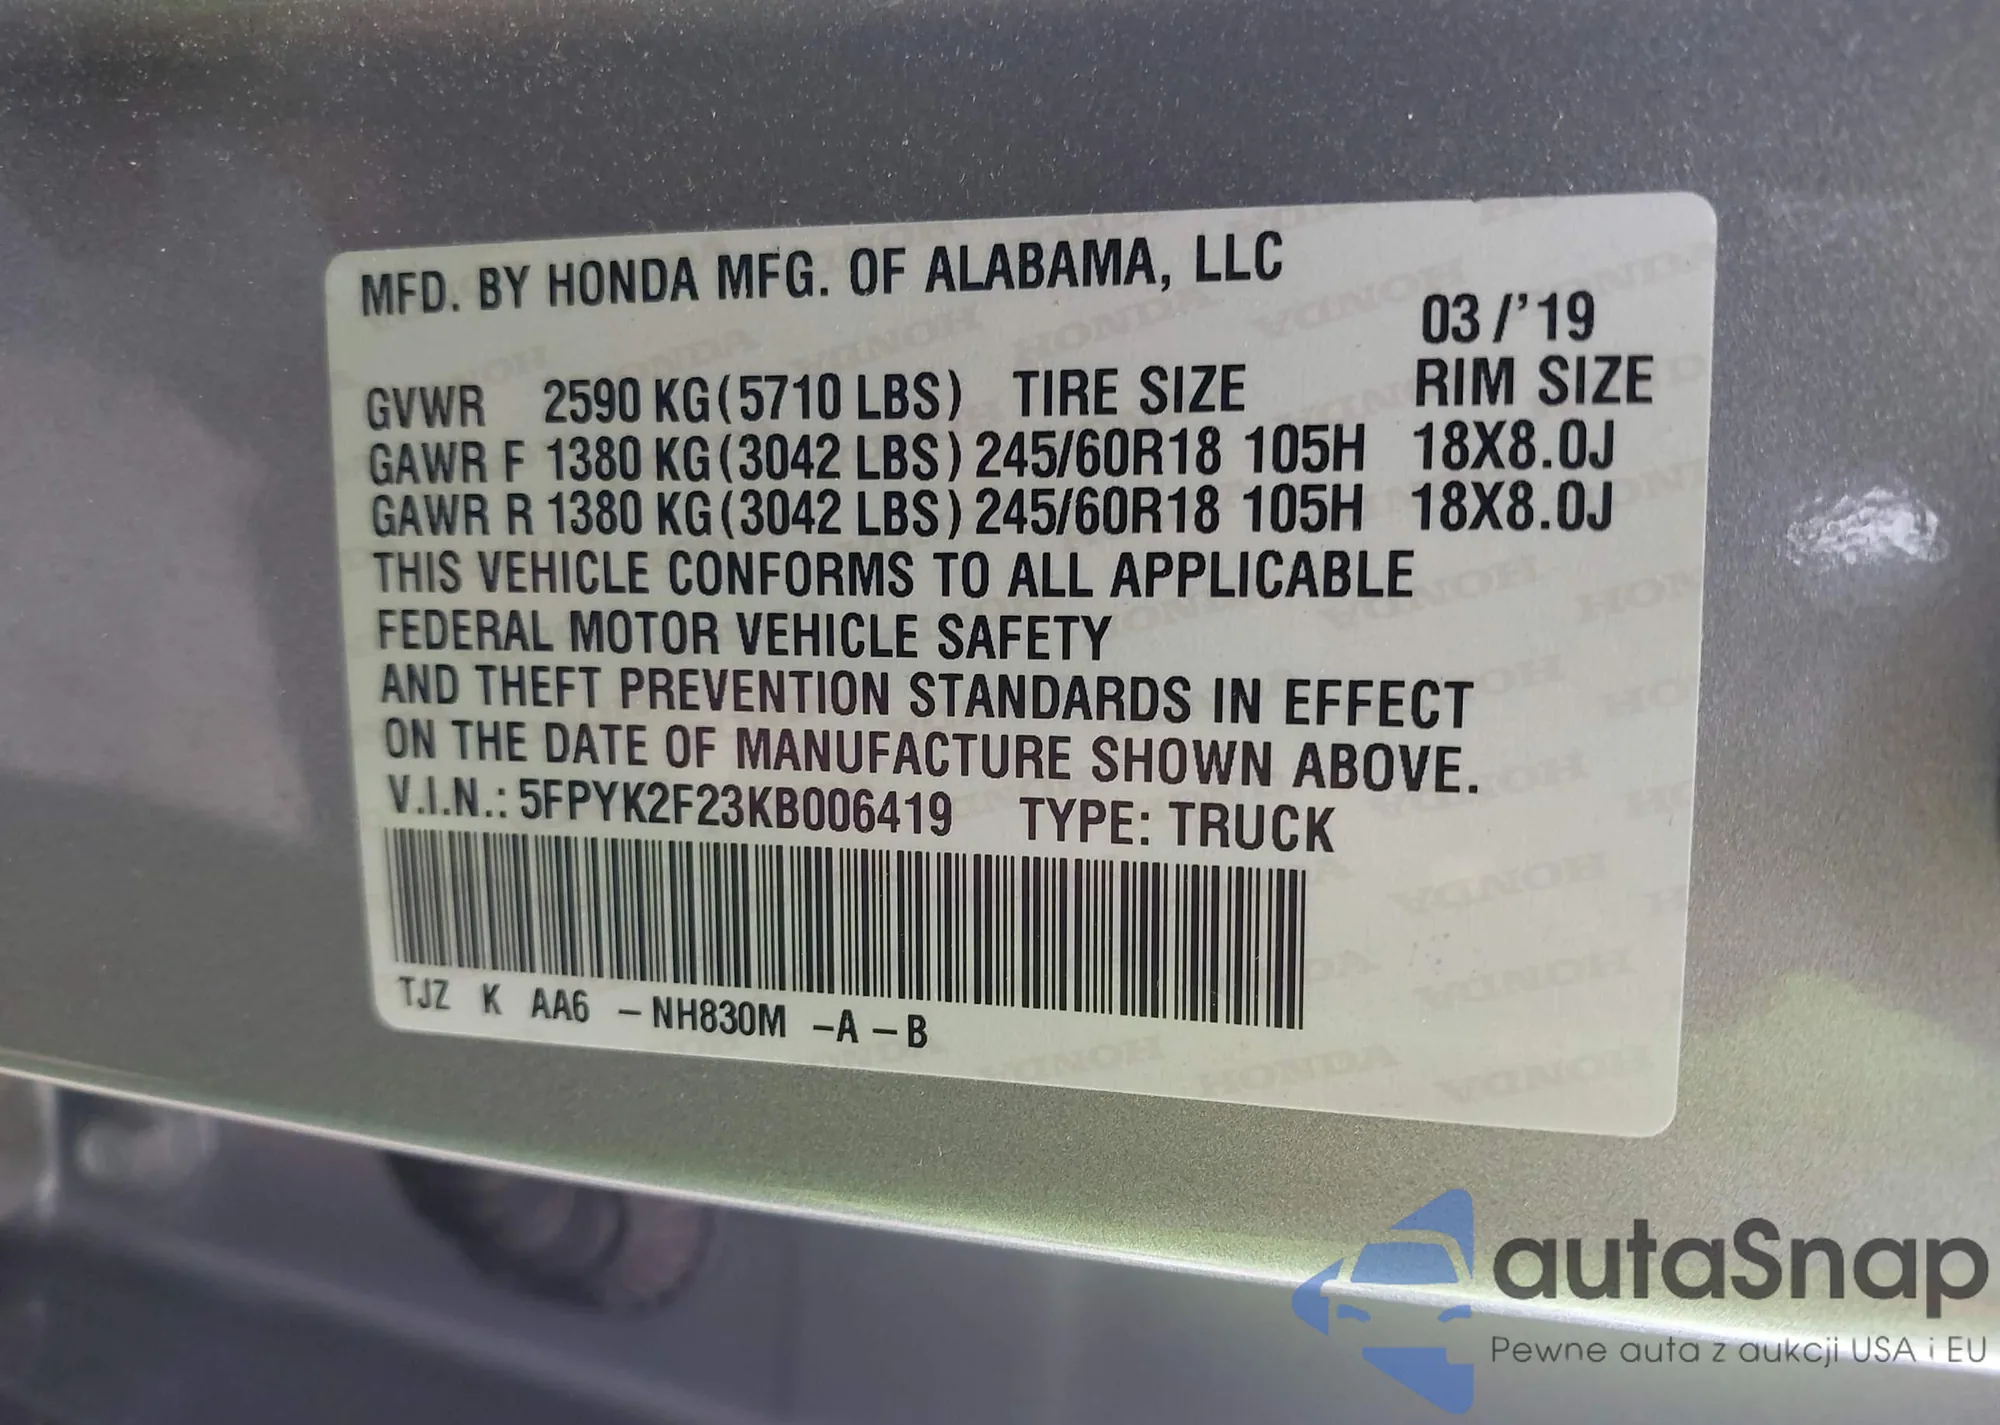 MFD. BY HONDA MFG. OF ALABAMA, LLC
03/'19
GVWR 2590 KG (5710 LBS) TIRE SIZE RIM SIZE
GAWR F 1380 KG (3042 LBS) 245/60R18 105H 18X8.0J
GAWR R 1380 KG (3042 LBS) 245/60R18 105H 18X8.0J
THIS VEHICLE CONFORMS TO ALL APPLICABLE
FEDERAL MOTOR VEHICLE SAFETY
AND THEFT PREVENTION STANDARDS IN EFFECT
ON THE DATE OF MANUFACTURE SHOWN ABOVE.
V.I.N.: 5FPYK2F23KB006419 TYPE: TRUCK
TJZ K AA6 –NH830M –A –B
autaSnap
Pewne auta z aukcji USA i EU